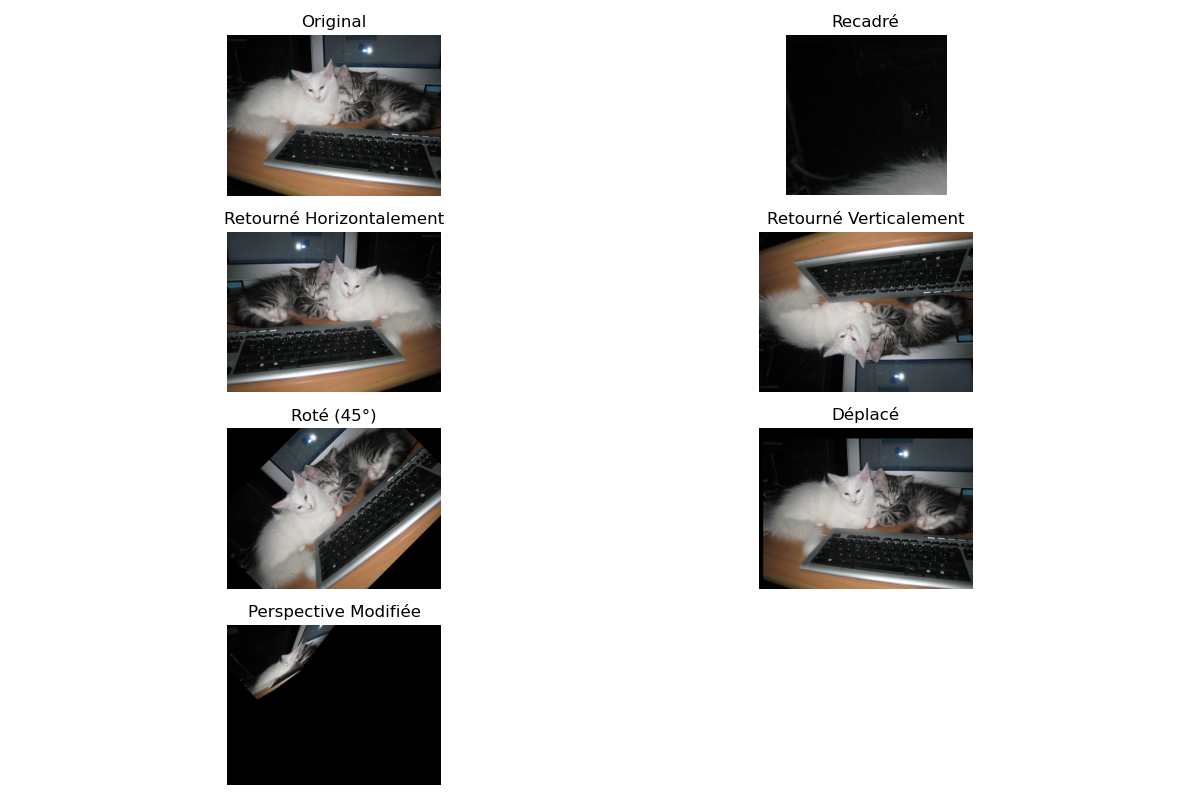 Original
Recadré
Retourné Horizontalement
Retourné Verticalement
Roté (45°)
Déplacé
Perspective Modifiée